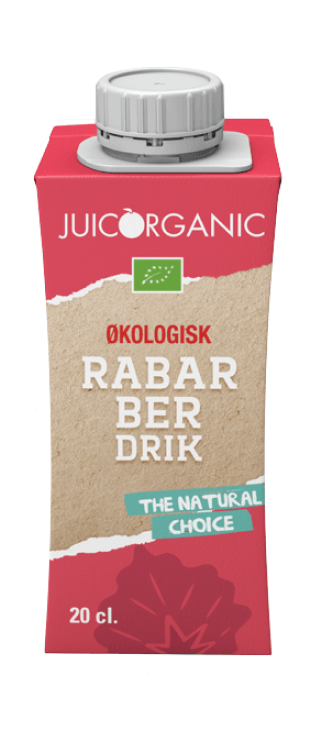 JUICORGANIC
ØKOLOGISK
RABAR
BER
DRIK
THE NATURAL
CHOICE
20 cl.